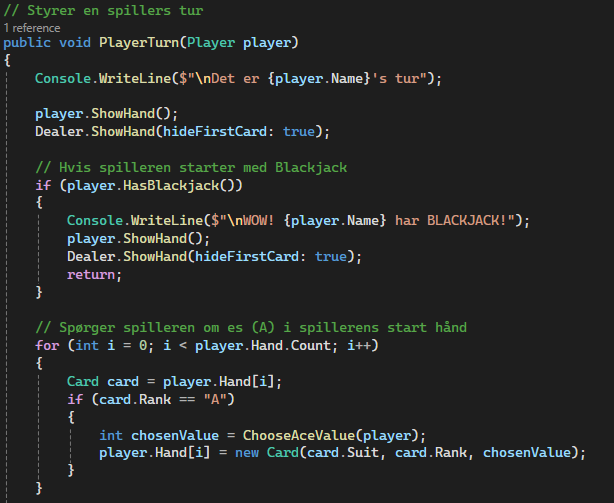 // Styrer en spillers tur
1 reference
public void PlayerTurn(Player player)
{
    Console.WriteLine($"\nDet er {player.Name}'s tur");

    player.ShowHand();
    Dealer.ShowHand(hideFirstCard: true);

    // Hvis spilleren starter med Blackjack
    if (player.HasBlackjack())
    {
        Console.WriteLine($"\nWOW! {player.Name} har BLACKJACK!");
        player.ShowHand();
        Dealer.ShowHand(hideFirstCard: true);
        return;
    }

    // Spørger spilleren om es (A) i spillerens start hånd
    for (int i = 0; i < player.Hand.Count; i++)
    {
        Card card = player.Hand[i];
        if (card.Rank == "A")
        {
            int chosenValue = ChooseAceValue(player);
            player.Hand[i] = new Card(card.Suit, card.Rank, chosenValue);
        }
    }